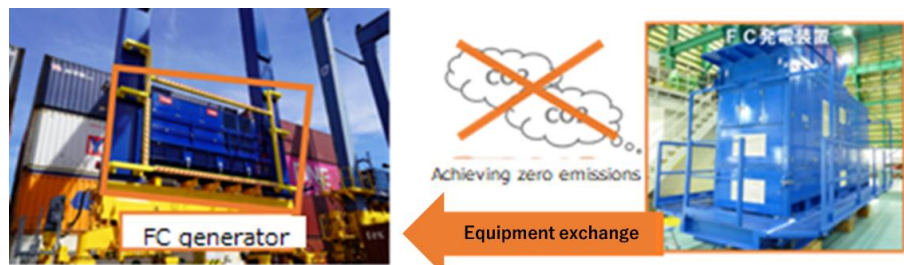 FC generator
CO2
CO2
Achieving zero emissions
Equipment exchange
FC発電装置